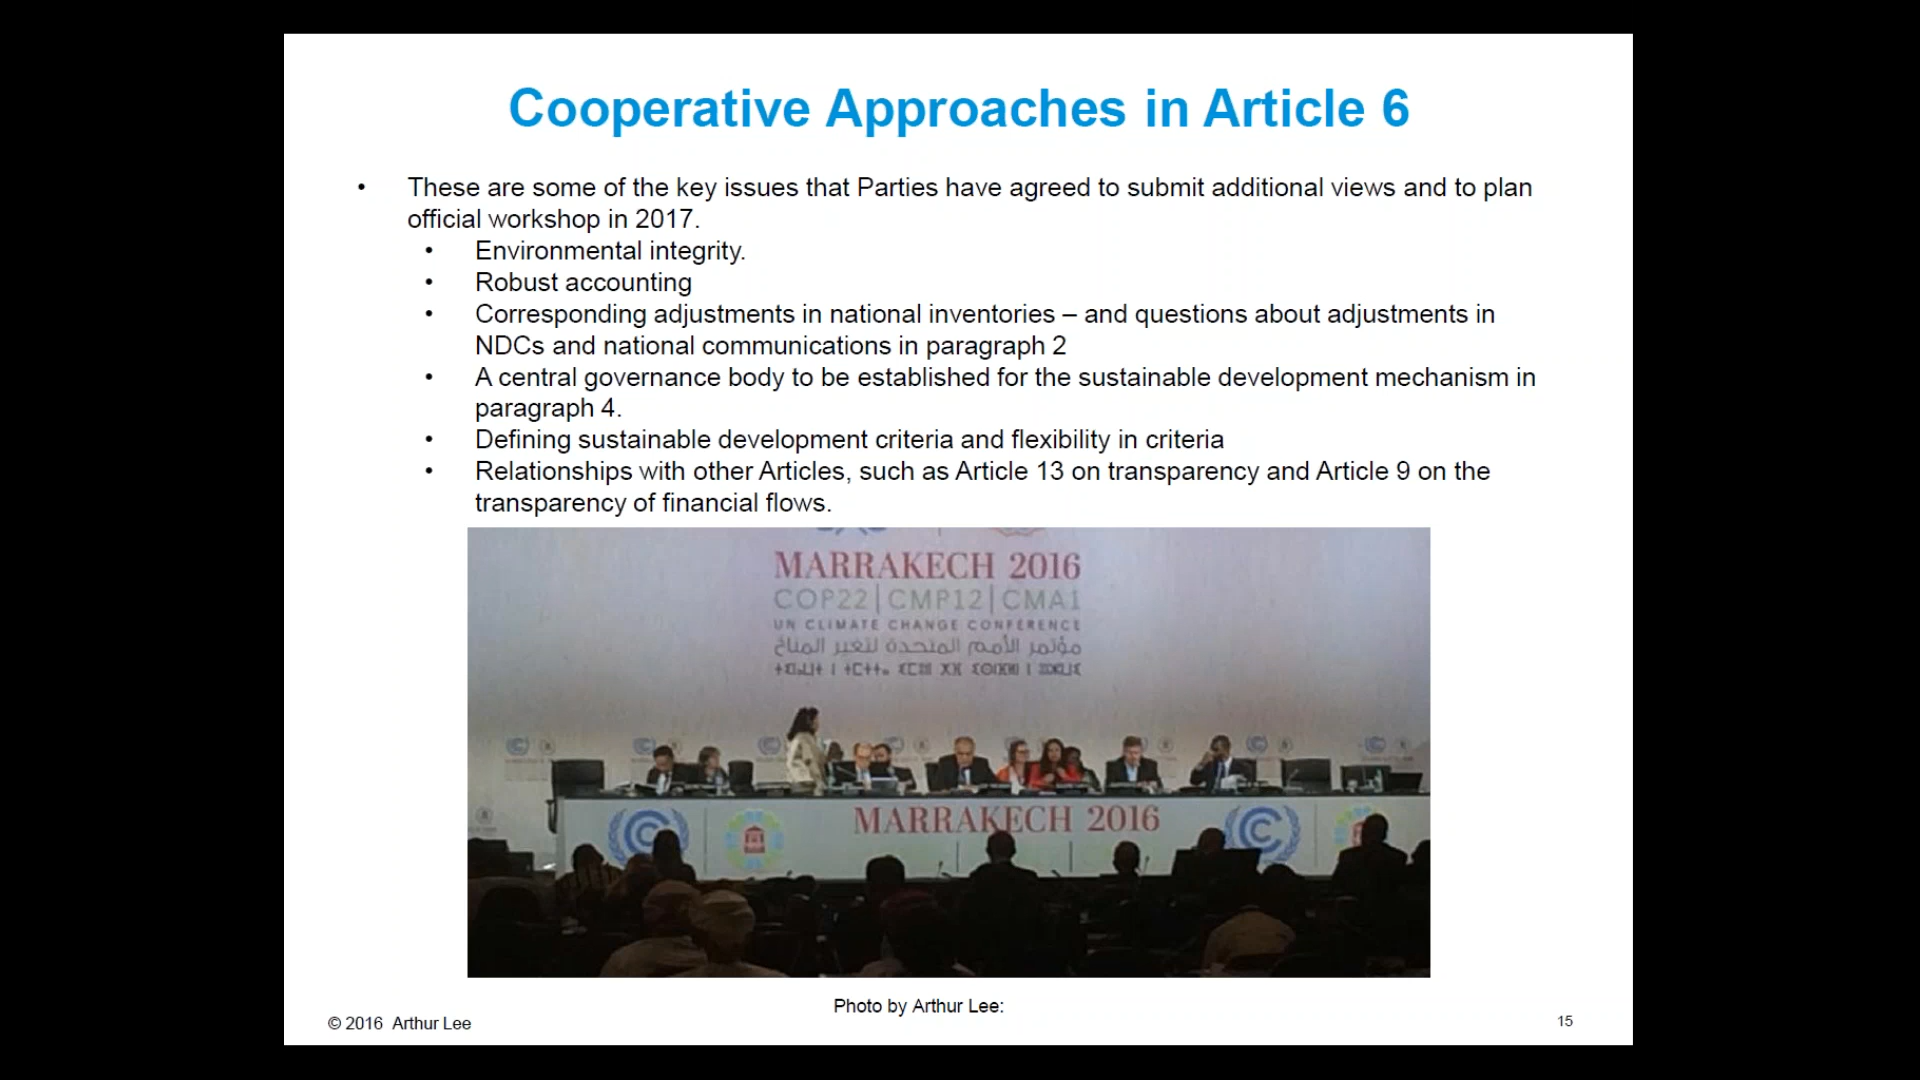 Cooperative Approaches in Article 6
• These are some of the key issues that Parties have agreed to submit additional views and to plan
official workshop in 2017.
• Environmental integrity.
• Robust accounting
• Corresponding adjustments in national inventories – and questions about adjustments in
NDCs and national communications in paragraph 2
• A central governance body to be established for the sustainable development mechanism in
paragraph 4.
• Defining sustainable development criteria and flexibility in criteria
• Relationships with other Articles, such as Article 13 on transparency and Article 9 on the
transparency of financial flows.
MARRAKECH 2016
COP22 | CMP12 | CMA1
UN CLIMATE CHANGE CONFERENCE
مؤتمر الأمم المتحدة لتغير المناخ
MARRAKECH 2016
Photo by Arthur Lee:
© 2016 Arthur Lee
15